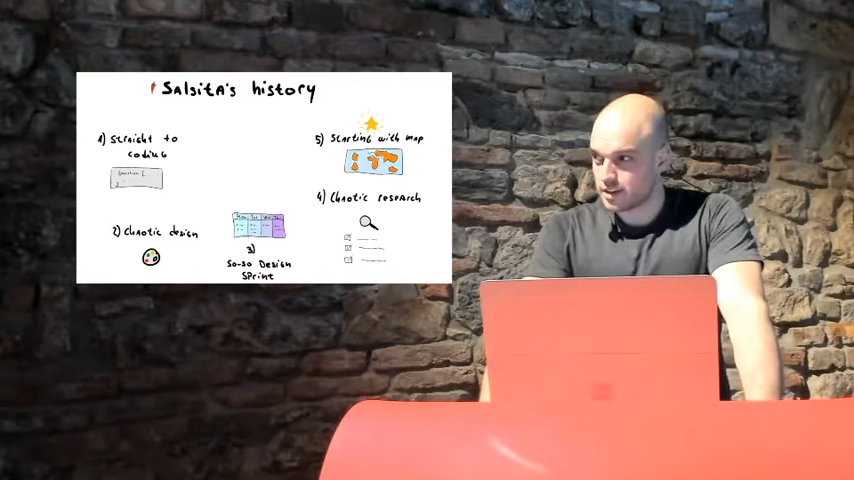 Salsita's history
1) Straight to
coding
function f
2) Chaotic design
3)
So-so Design
Sprint
5) Starting with map
4) Chaotic research